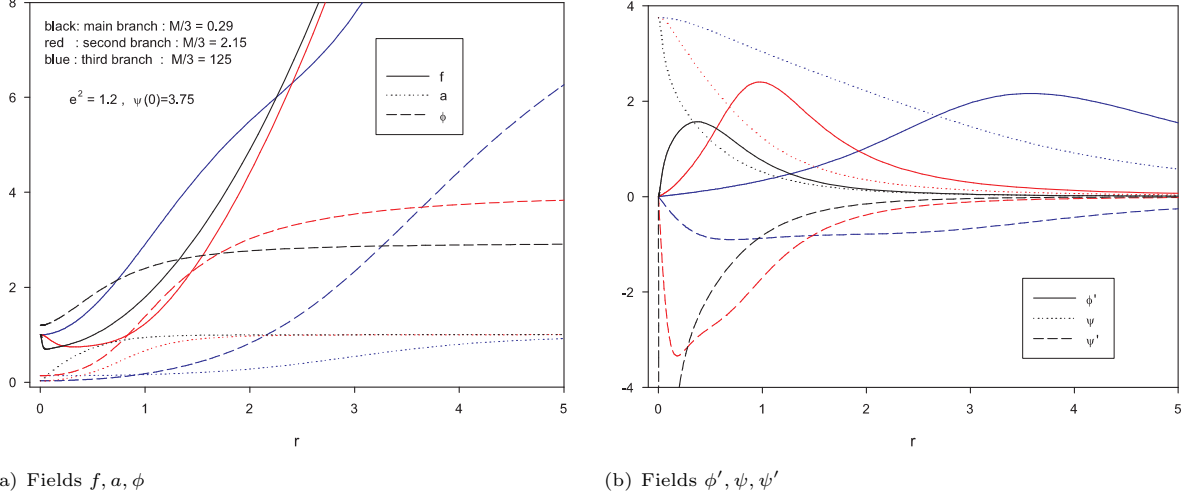 8
6
4
2
0
black: main branch : M/3 = 0.29
red : second branch : M/3 = 2.15
blue : third branch : M/3 = 125
e² = 1.2 , ψ(0)=3.75
f
a
ϕ
0 1 2 3 4 5
r
a) Fields f, a, ϕ
4
2
0
-2
-4
ϕ'
ψ
ψ'
0 1 2 3 4 5
r
(b) Fields ϕ′, ψ, ψ′